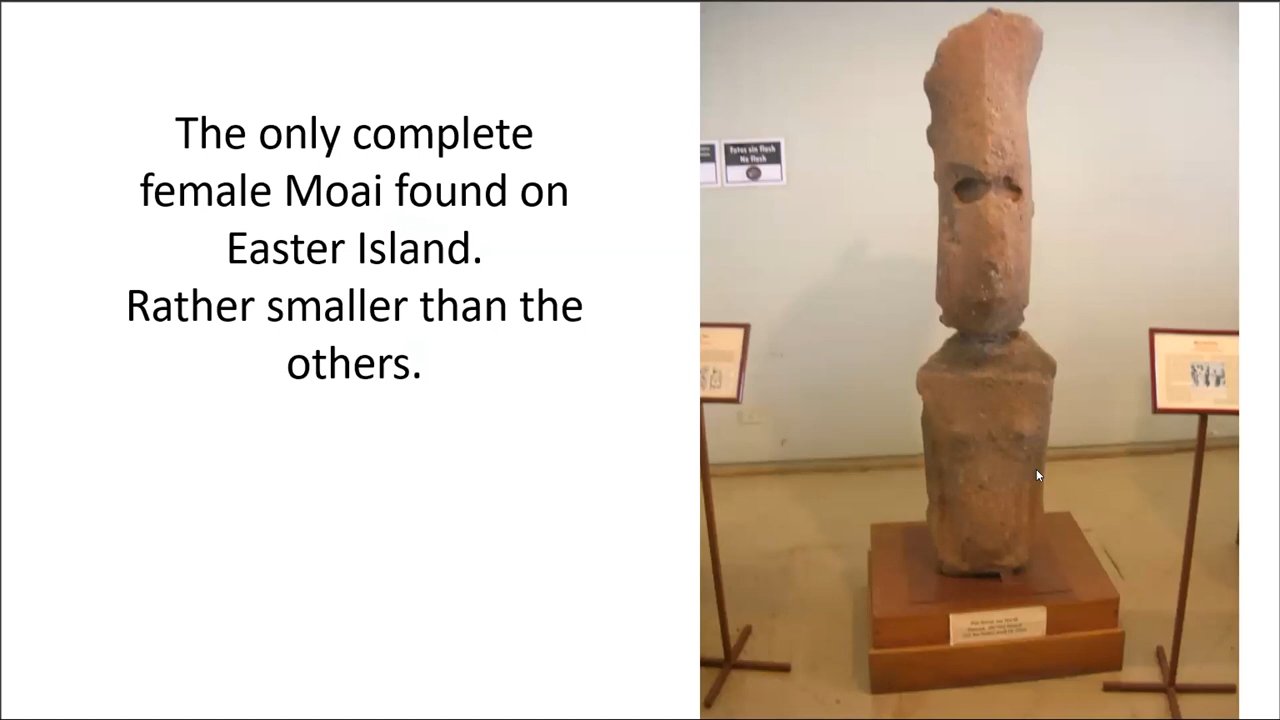 The only complete
female Moai found on
Easter Island.
Rather smaller than the
others.
Fotos sin flash
No flash